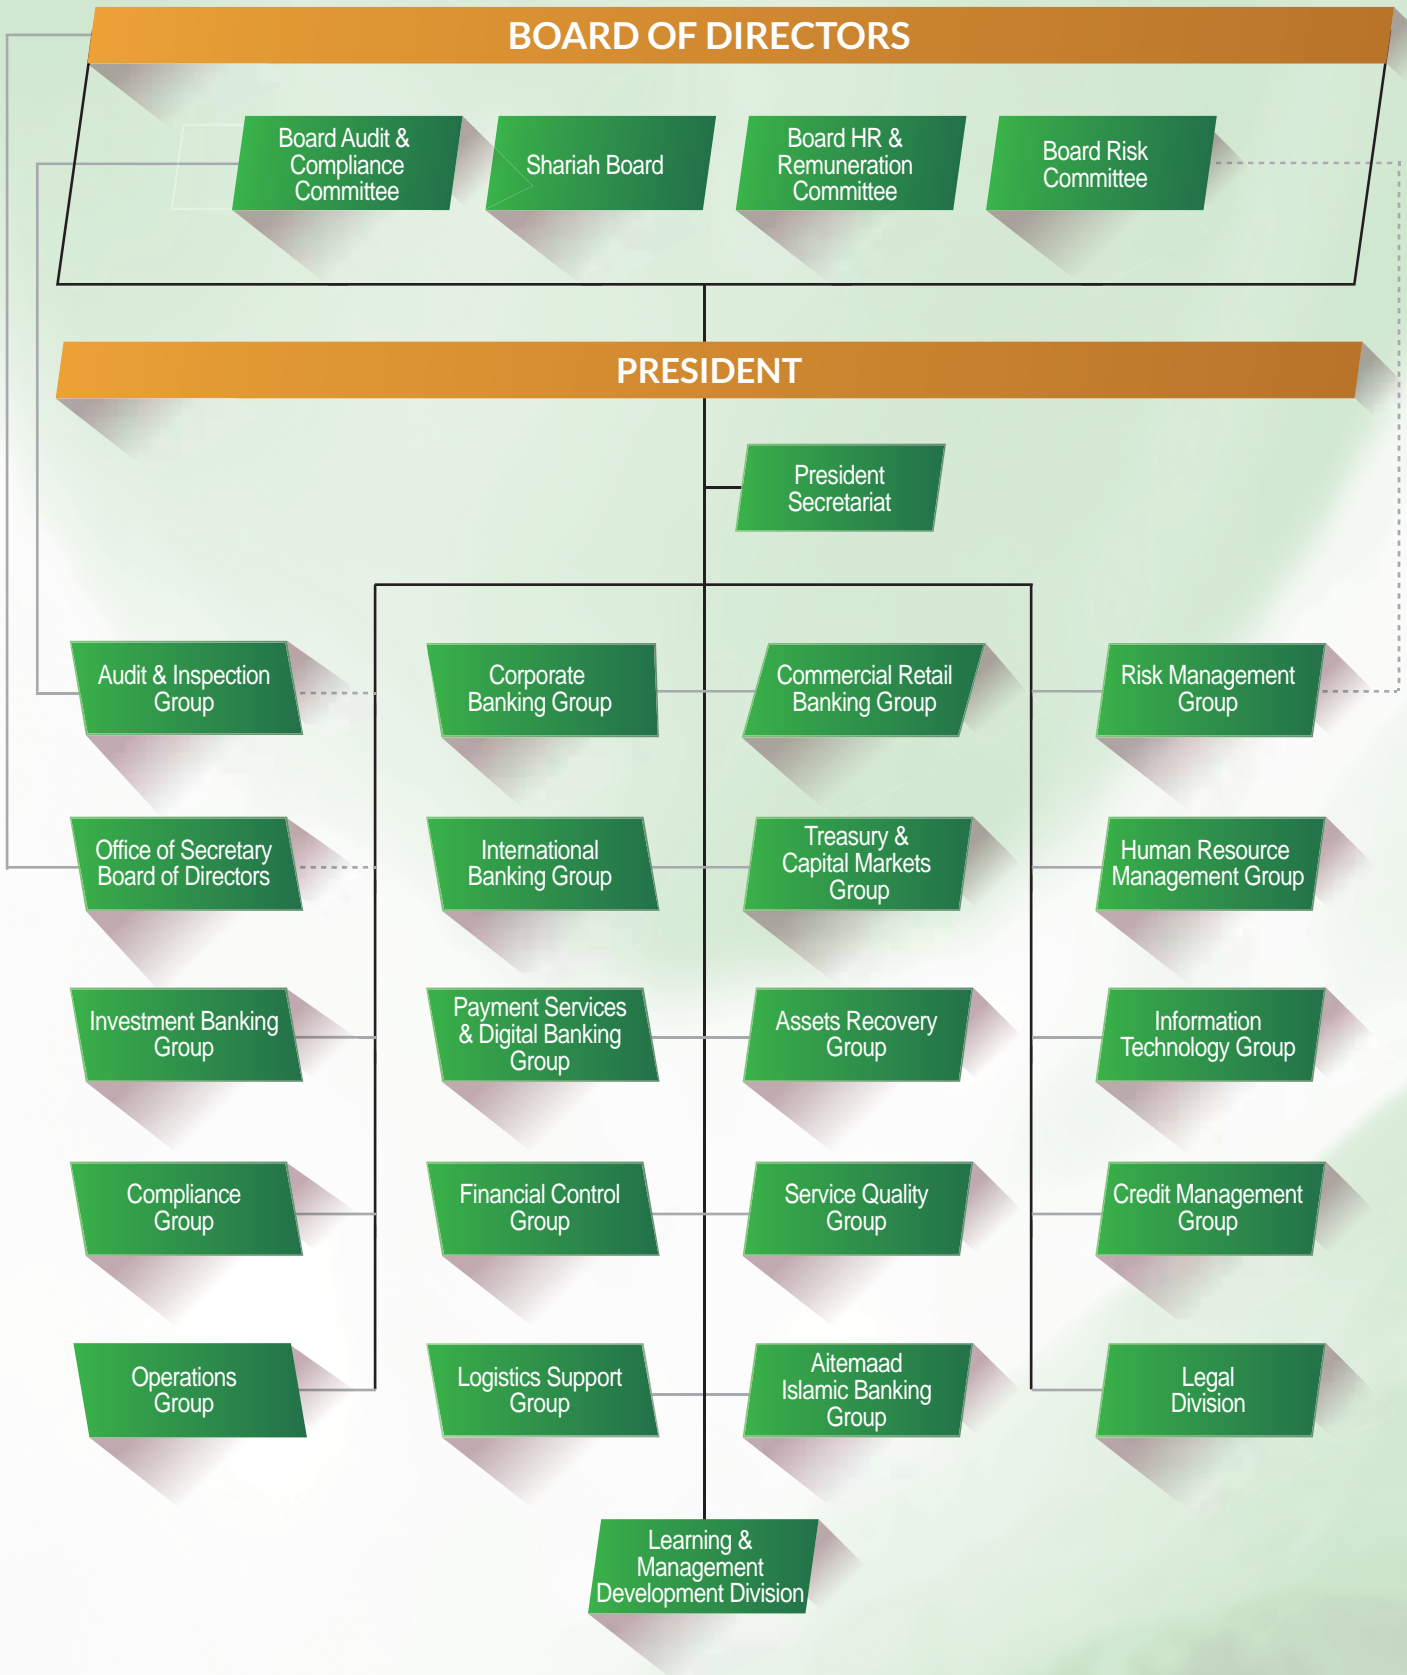 BOARD OF DIRECTORS
Board Audit &
Compliance
Committee
Shariah Board
Board HR &
Remuneration
Committee
Board Risk
Committee
PRESIDENT
President
Secretariat
Audit & Inspection
Group
Corporate
Banking Group
Commercial Retail
Banking Group
Risk Management
Group
Office of Secretary
Board of Directors
International
Banking Group
Treasury &
Capital Markets
Group
Human Resource
Management Group
Investment Banking
Group
Payment Services
& Digital Banking
Group
Assets Recovery
Group
Information
Technology Group
Compliance
Group
Financial Control
Group
Service Quality
Group
Credit Management
Group
Operations
Group
Logistics Support
Group
Aitemaad
Islamic Banking
Group
Legal
Division
Learning &
Management
Development Division